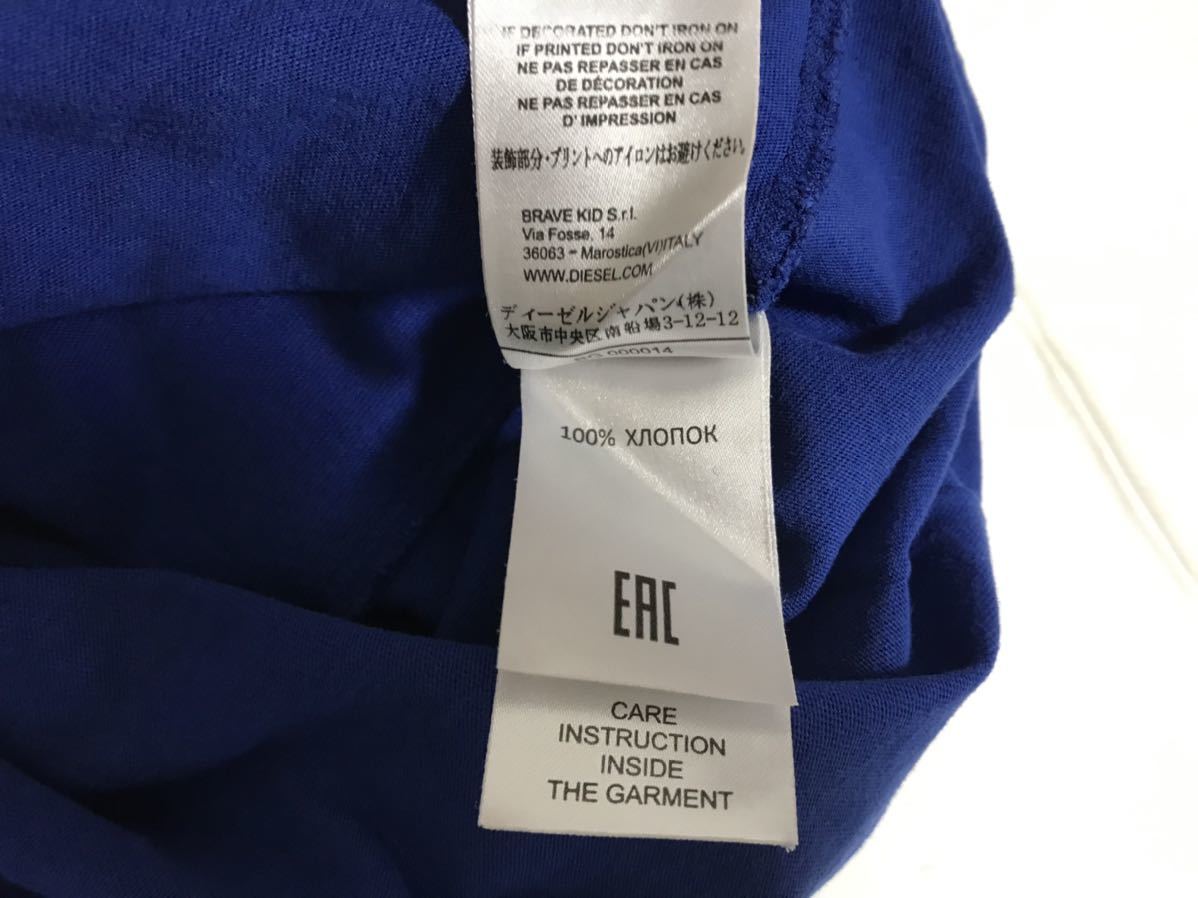 IF DECORATED DON'T IRON ON
IF PRINTED DON'T IRON ON
NE PAS REPASSER EN CAS
DE DÉCORATION
NE PAS REPASSER EN CAS
D' IMPRESSION
装飾部分・プリントへのアイロンはお避けください。
BRAVE KID S.r.l.
Via Fosse, 14
36063 - Marostica(VI)ITALY
WWW.DIESEL.COM
ディーゼルジャパン(株)
大阪市中央区南船場3-12-12
000014
100% ХЛОПОК
EAC
CARE
INSTRUCTION
INSIDE
THE GARMENT